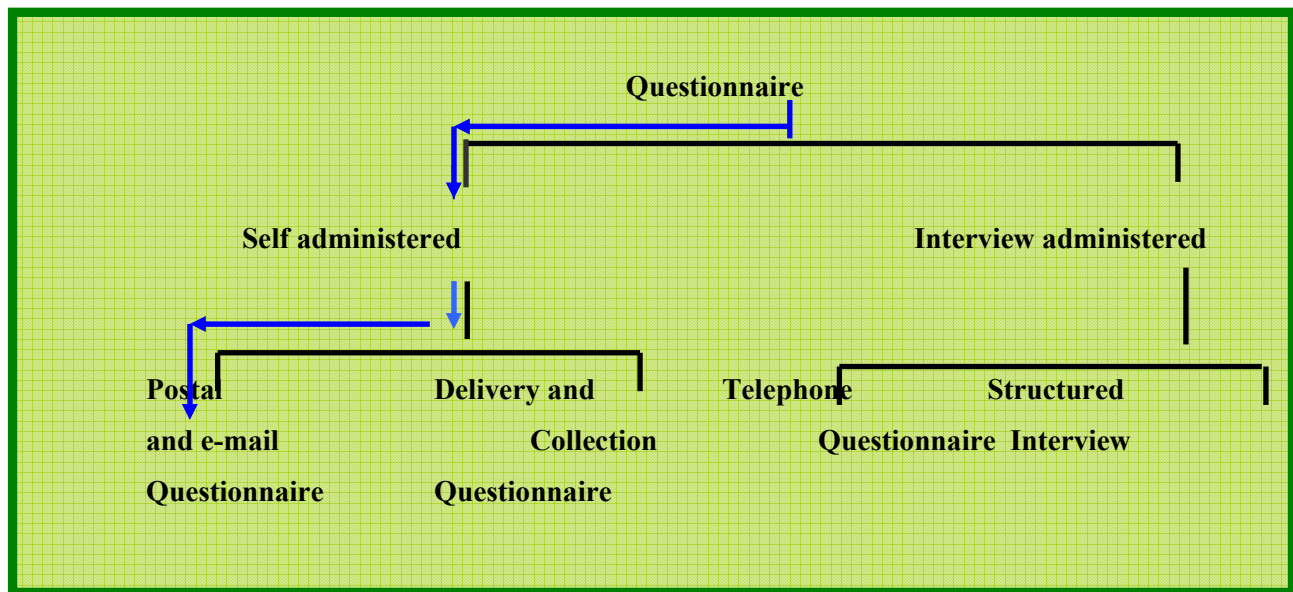 Questionnaire
Self administered Interview administered
Postal Delivery and Telephone Structured
and e-mail Collection Questionnaire Interview
Questionnaire Questionnaire